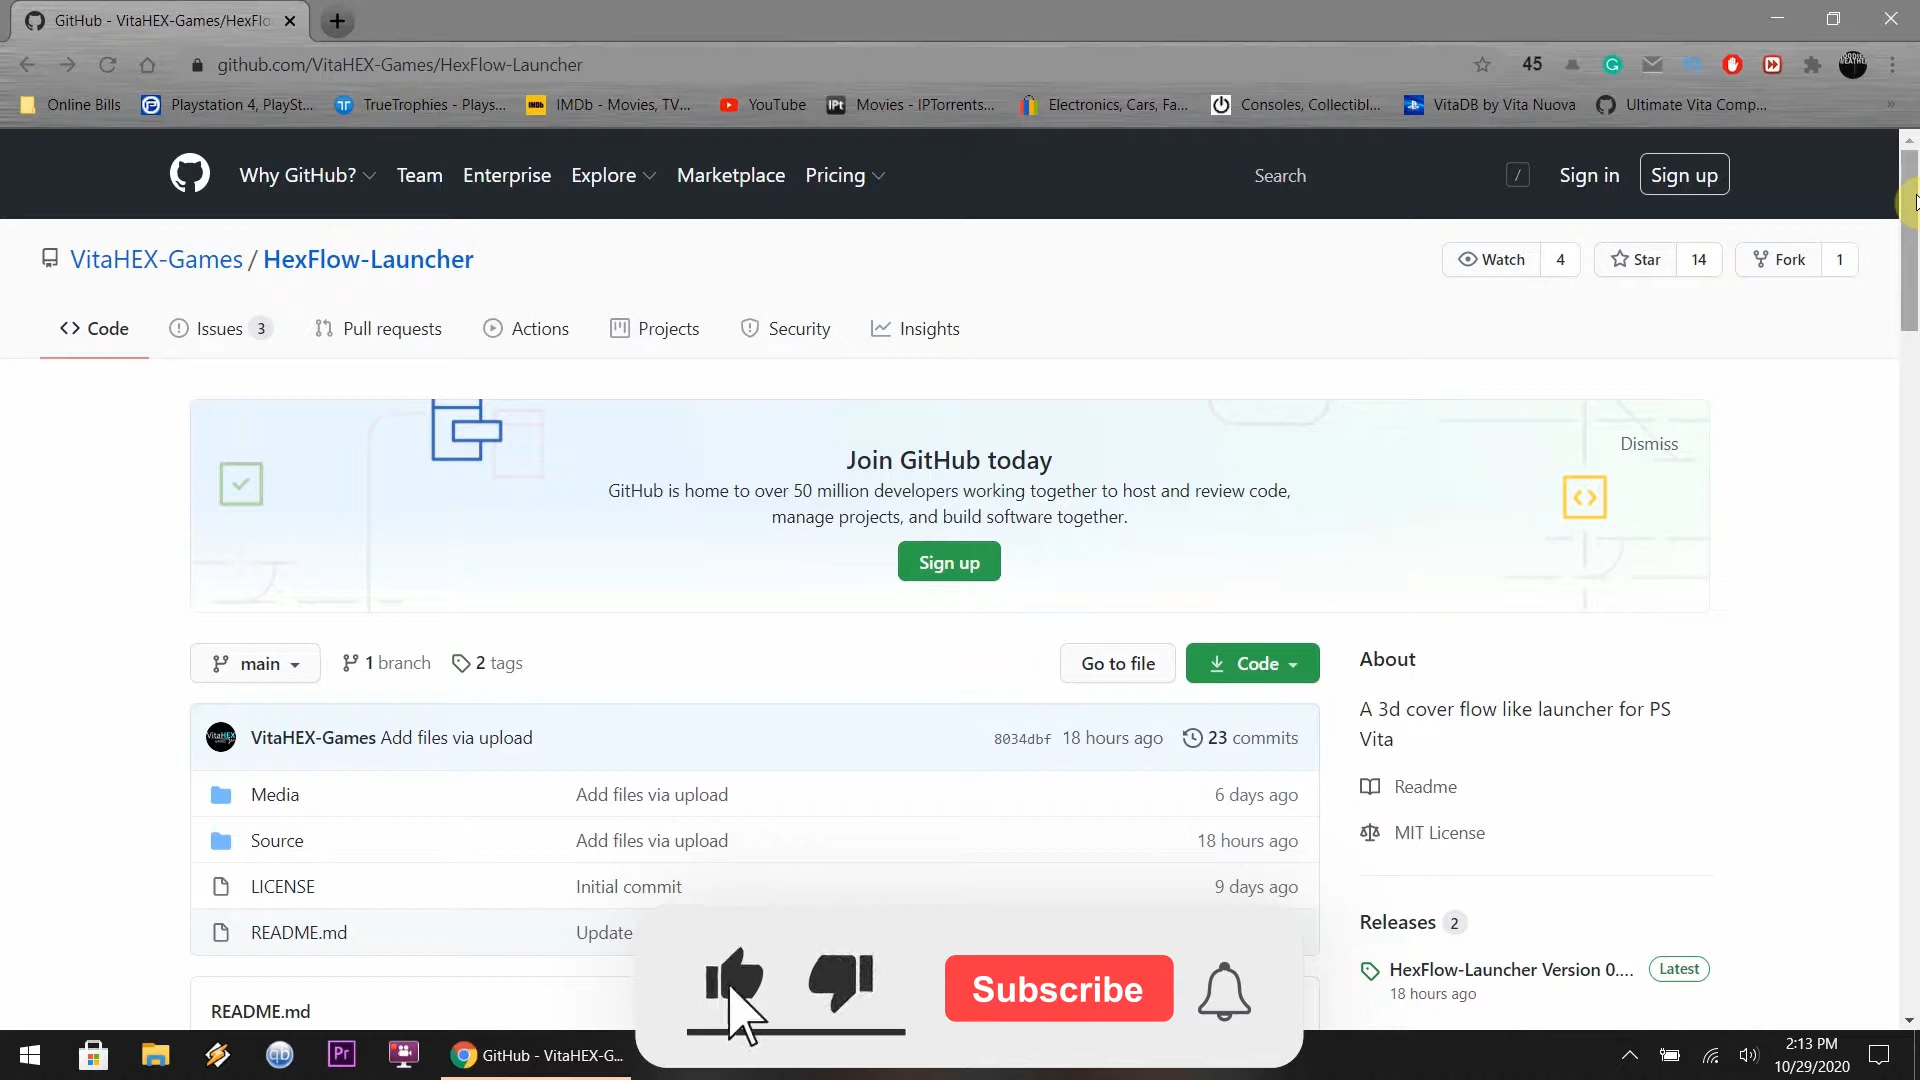 GitHub - VitaHEX-Games/HexFlo
github.com/VitaHEX-Games/HexFlow-Launcher
45
Online Bills
Playstation 4, PlaySt...
TrueTrophies - Plays...
IMDb - Movies, TV...
YouTube
Movies - IPTorrents...
Electronics, Cars, Fa...
Consoles, Collectibl...
VitaDB by Vita Nuova
Ultimate Vita Comp...
»
Why GitHub? Team Enterprise Explore Marketplace Pricing
Search /
Sign in
Sign up
VitaHEX-Games / HexFlow-Launcher
Watch 4
Star 14
Fork 1
Code
Issues 3
Pull requests
Actions
Projects
Security
Insights
Dismiss
Join GitHub today
GitHub is home to over 50 million developers working together to host and review code,
manage projects, and build software together.
Sign up
main
1 branch
2 tags
Go to file
Code
VitaHEX-Games Add files via upload 8034dbf 18 hours ago 23 commits
Media Add files via upload 6 days ago
Source Add files via upload 18 hours ago
LICENSE Initial commit 9 days ago
README.md Update
README.md
About
A 3d cover flow like launcher for PS
Vita
Readme
MIT License
Releases 2
HexFlow-Launcher Version 0.... Latest
18 hours ago
Subscribe
qb
Pr
GitHub - VitaHEX-G...
2:13 PM
10/29/2020